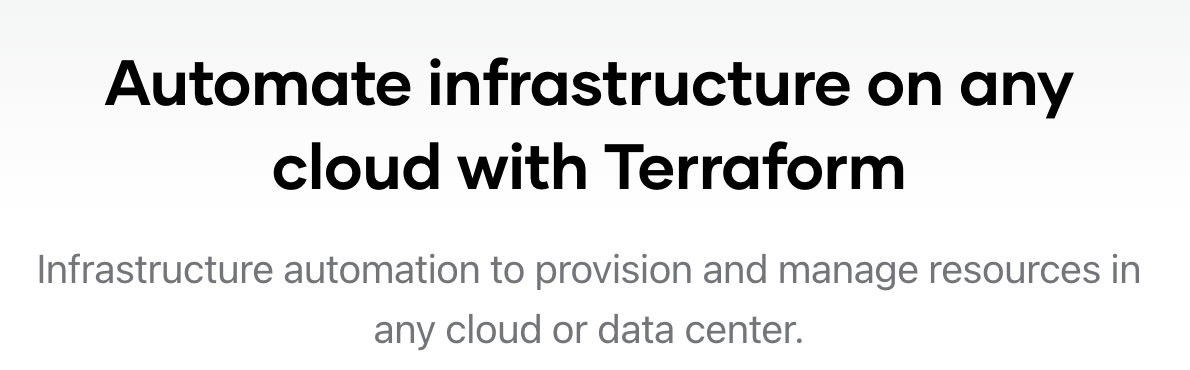 Automate infrastructure on any
cloud with Terraform
Infrastructure automation to provision and manage resources in
any cloud or data center.